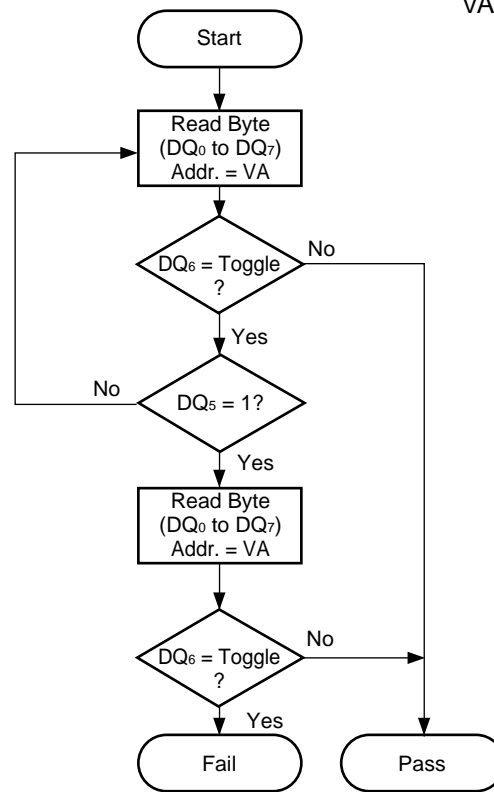 VA
Start
Read Byte
(DQ₀ to DQ₇)
Addr. = VA
DQ₆ = Toggle
?
No
Yes
No
DQ₅ = 1?
Yes
Read Byte
(DQ₀ to DQ₇)
Addr. = VA
No
DQ₆ = Toggle
?
Yes
Fail
Pass